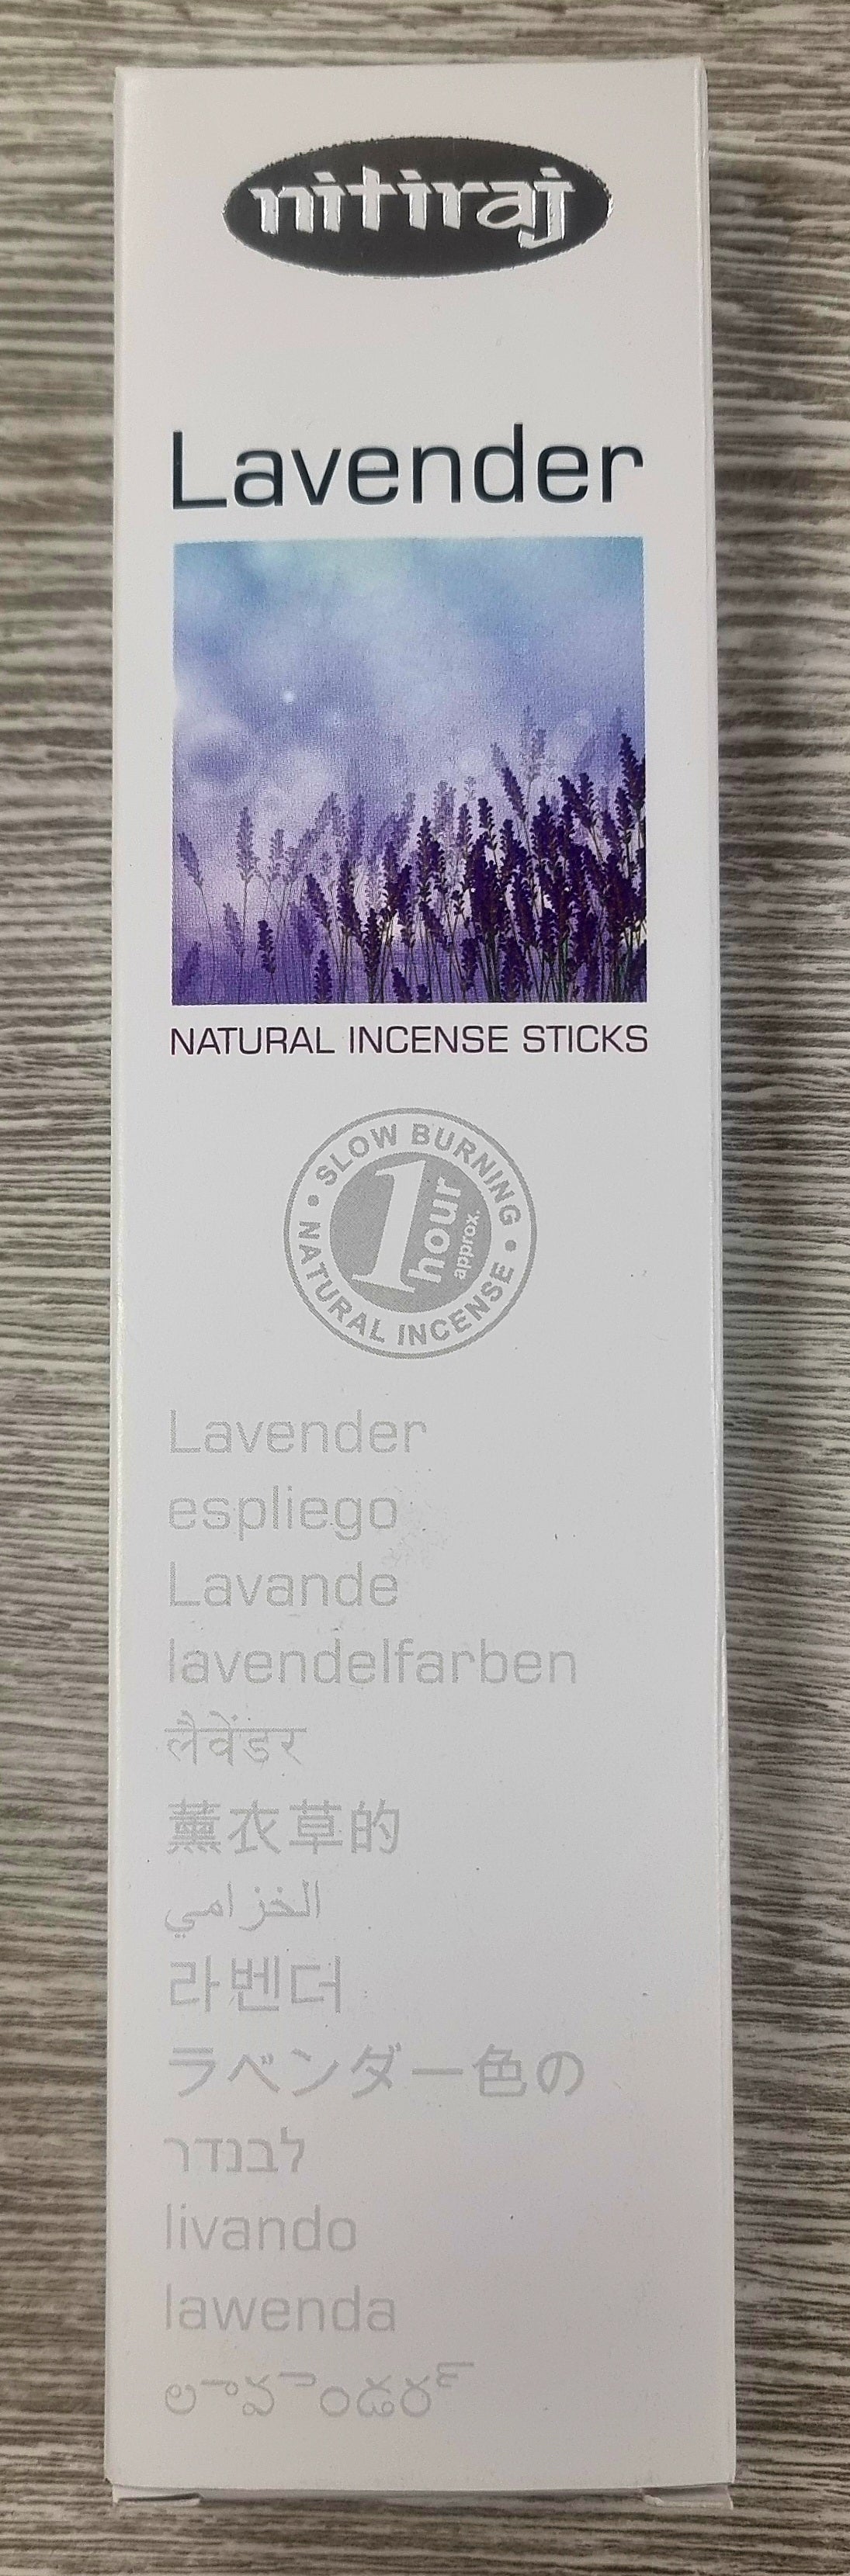 nitiraj
Lavender
NATURAL INCENSE STICKS
SLOW BURNING
1 hour approx.
NATURAL INCENSE
Lavender
espliego
Lavande
lavendelfarben
लैवेंडर
薰衣草的
الخزامي
라벤더
ラベンダー色の
לבנדר
livando
lawenda
లావెండర్